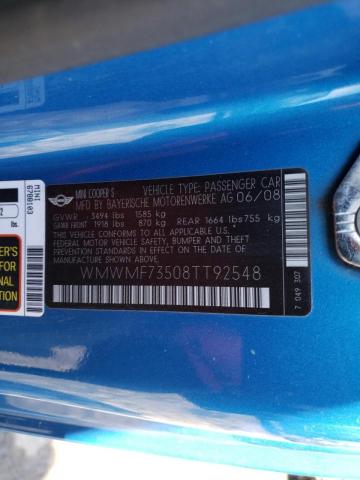 MINI
MINI COOPER S VEHICLE TYPE: PASSENGER CAR
MFD BY BAYERISCHE MOTORENWERKE AG 06/08
GVWR 3494 lbs 1585 kg
GAWR FRONT 1918 lbs 870 kg REAR 1664 lbs 755 kg
THIS VEHICLE CONFORMS TO ALL APPLICABLE U.S.
FEDERAL MOTOR VEHICLE SAFETY, BUMPER AND
THEFT PREVENTION STANDARDS IN EFFECT ON THE DATE
OF MANUFACTURE SHOWN ABOVE.
WMWMF73508TT92548
7 049 307
MINI